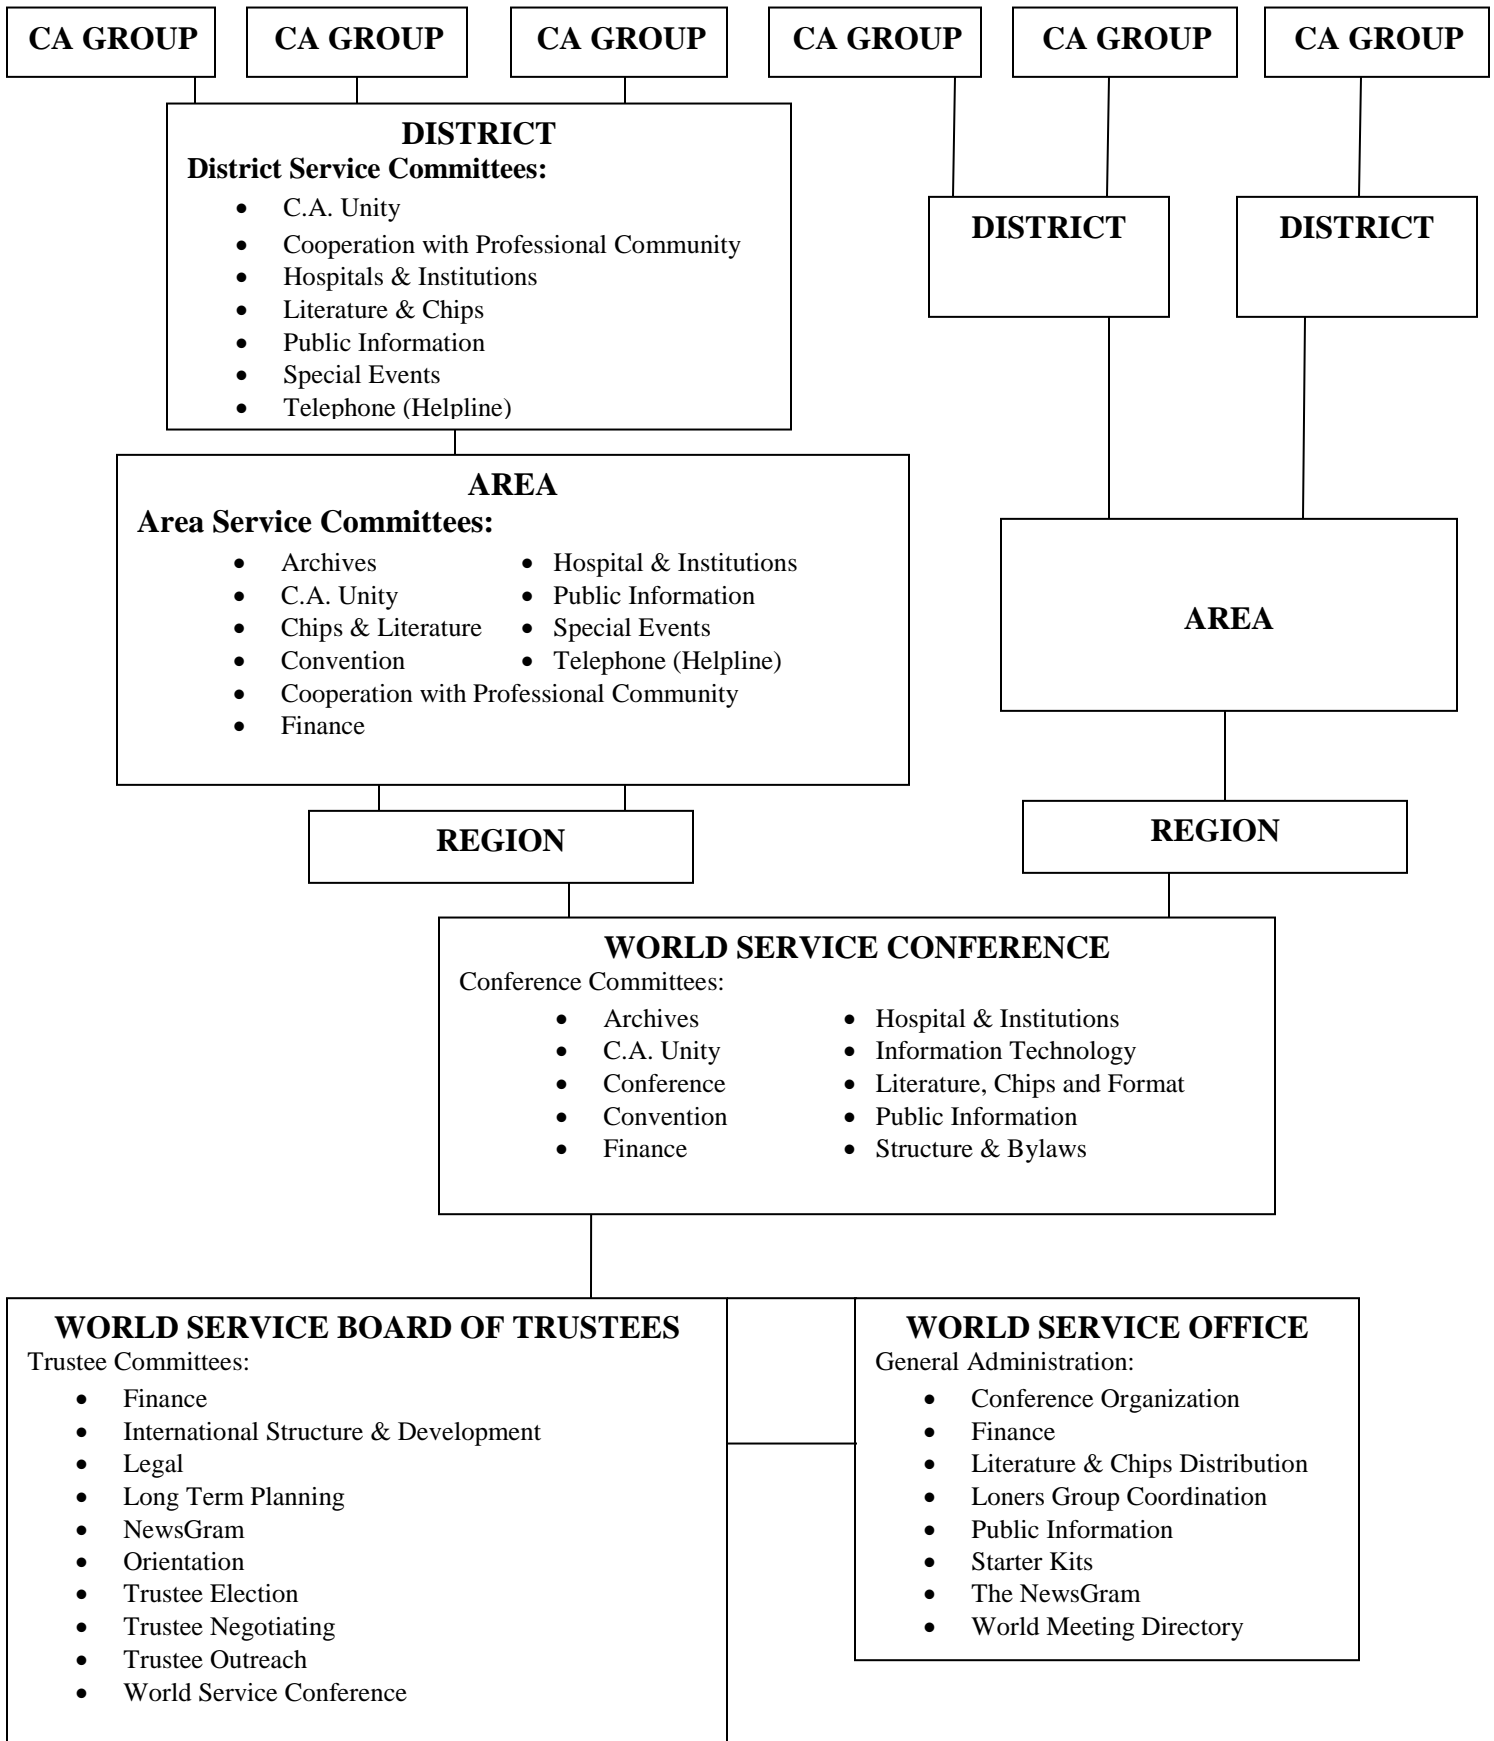 CA GROUP
CA GROUP
CA GROUP
CA GROUP
CA GROUP
CA GROUP
DISTRICT
District Service Committees:
• C.A. Unity
• Cooperation with Professional Community
• Hospitals & Institutions
• Literature & Chips
• Public Information
• Special Events
• Telephone (Helpline)
DISTRICT
DISTRICT
AREA
Area Service Committees:
• Archives
• C.A. Unity
• Chips & Literature
• Convention
• Cooperation with Professional Community
• Finance
• Hospital & Institutions
• Public Information
• Special Events
• Telephone (Helpline)
AREA
REGION
REGION
WORLD SERVICE CONFERENCE
Conference Committees:
• Archives
• C.A. Unity
• Conference
• Convention
• Finance
• Hospital & Institutions
• Information Technology
• Literature, Chips and Format
• Public Information
• Structure & Bylaws
WORLD SERVICE BOARD OF TRUSTEES
Trustee Committees:
• Finance
• International Structure & Development
• Legal
• Long Term Planning
• NewsGram
• Orientation
• Trustee Election
• Trustee Negotiating
• Trustee Outreach
• World Service Conference
WORLD SERVICE OFFICE
General Administration:
• Conference Organization
• Finance
• Literature & Chips Distribution
• Loners Group Coordination
• Public Information
• Starter Kits
• The NewsGram
• World Meeting Directory